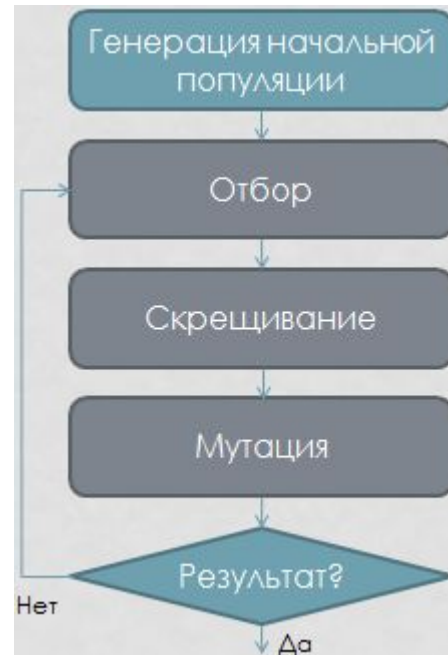 Генерация начальной
популяции
Отбор
Скрещивание
Мутация
Результат?
Нет
Да